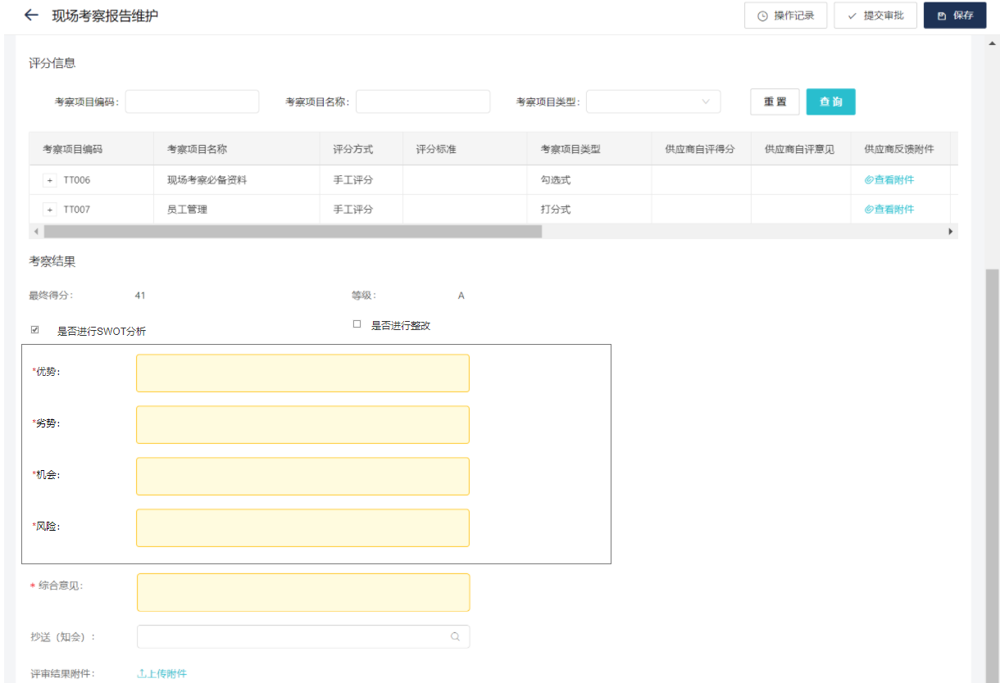 现场考察报告维护 操作记录 提交审批 保存
评分信息
考察项目编码: 考察项目名称: 考察项目类型: 重置 查询
考察项目编码 考察项目名称 评分方式 评分标准 考察项目类型 供应商自评得分 供应商自评意见 供应商反馈附件
+ TT006 现场考察必备资料 手工评分 勾选式 查看附件
+ TT007 员工管理 手工评分 打分式 查看附件
考察结果
最终得分: 41 等级: A
是否进行SWOT分析 是否进行整改
*优势:
*劣势:
*机会:
*风险:
* 综合意见:
抄送（知会）:
评审结果附件: 上传附件